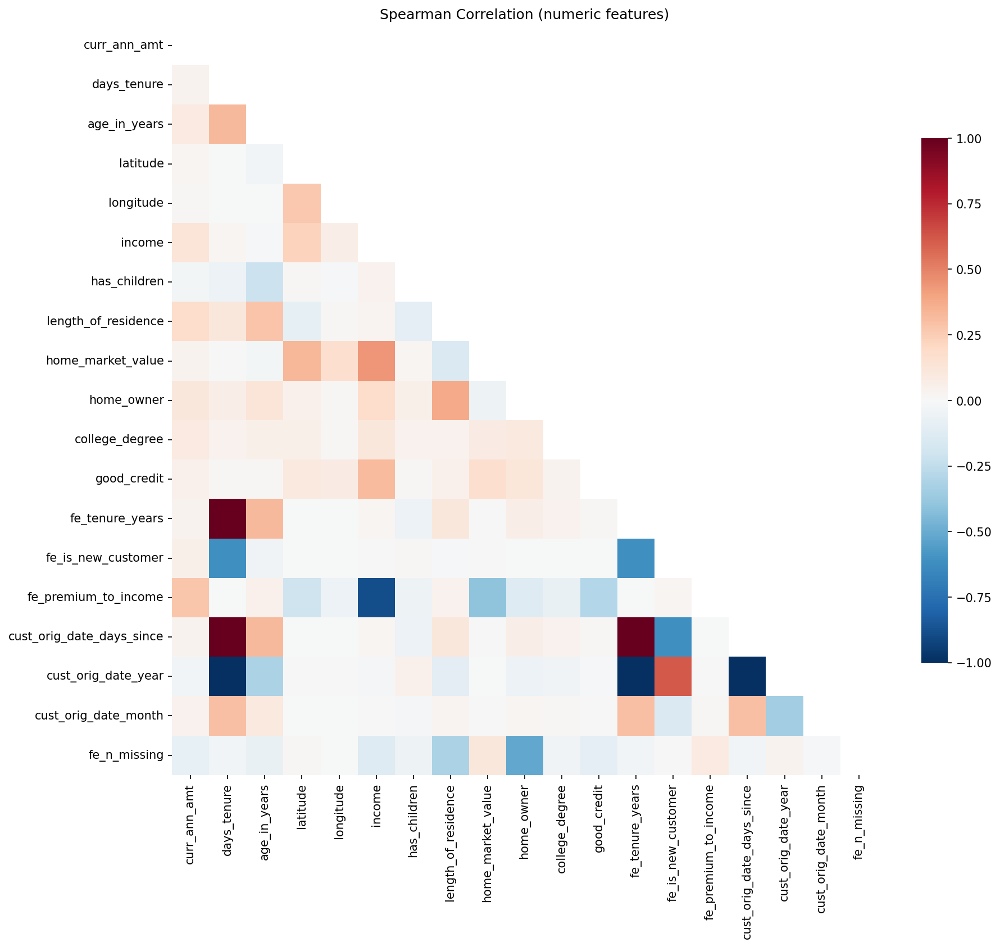 Spearman Correlation (numeric features)
curr_ann_amt
days_tenure
age_in_years
latitude
longitude
income
has_children
length_of_residence
home_market_value
home_owner
college_degree
good_credit
fe_tenure_years
fe_is_new_customer
fe_premium_to_income
cust_orig_date_days_since
cust_orig_date_year
cust_orig_date_month
fe_n_missing
curr_ann_amt
days_tenure
age_in_years
latitude
longitude
income
has_children
length_of_residence
home_market_value
home_owner
college_degree
good_credit
fe_tenure_years
fe_is_new_customer
fe_premium_to_income
cust_orig_date_days_since
cust_orig_date_year
cust_orig_date_month
fe_n_missing
1.00
0.75
0.50
0.25
0.00
−0.25
−0.50
−0.75
−1.00